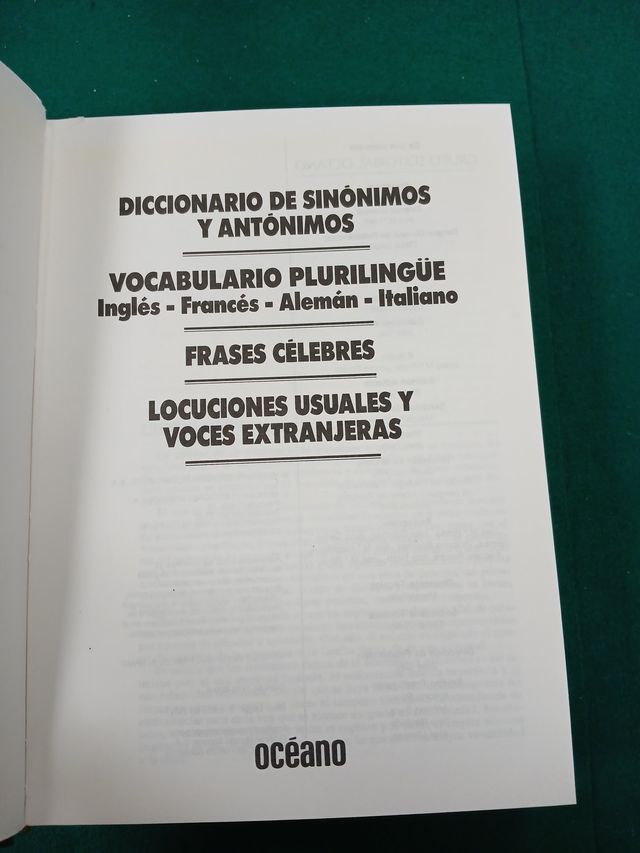 DICCIONARIO DE SINÓNIMOS
Y ANTÓNIMOS
VOCABULARIO PLURILINGÜE
Inglés - Francés - Alemán - Italiano
FRASES CÉLEBRES
LOCUCIONES USUALES Y
VOCES EXTRANJERAS
océano